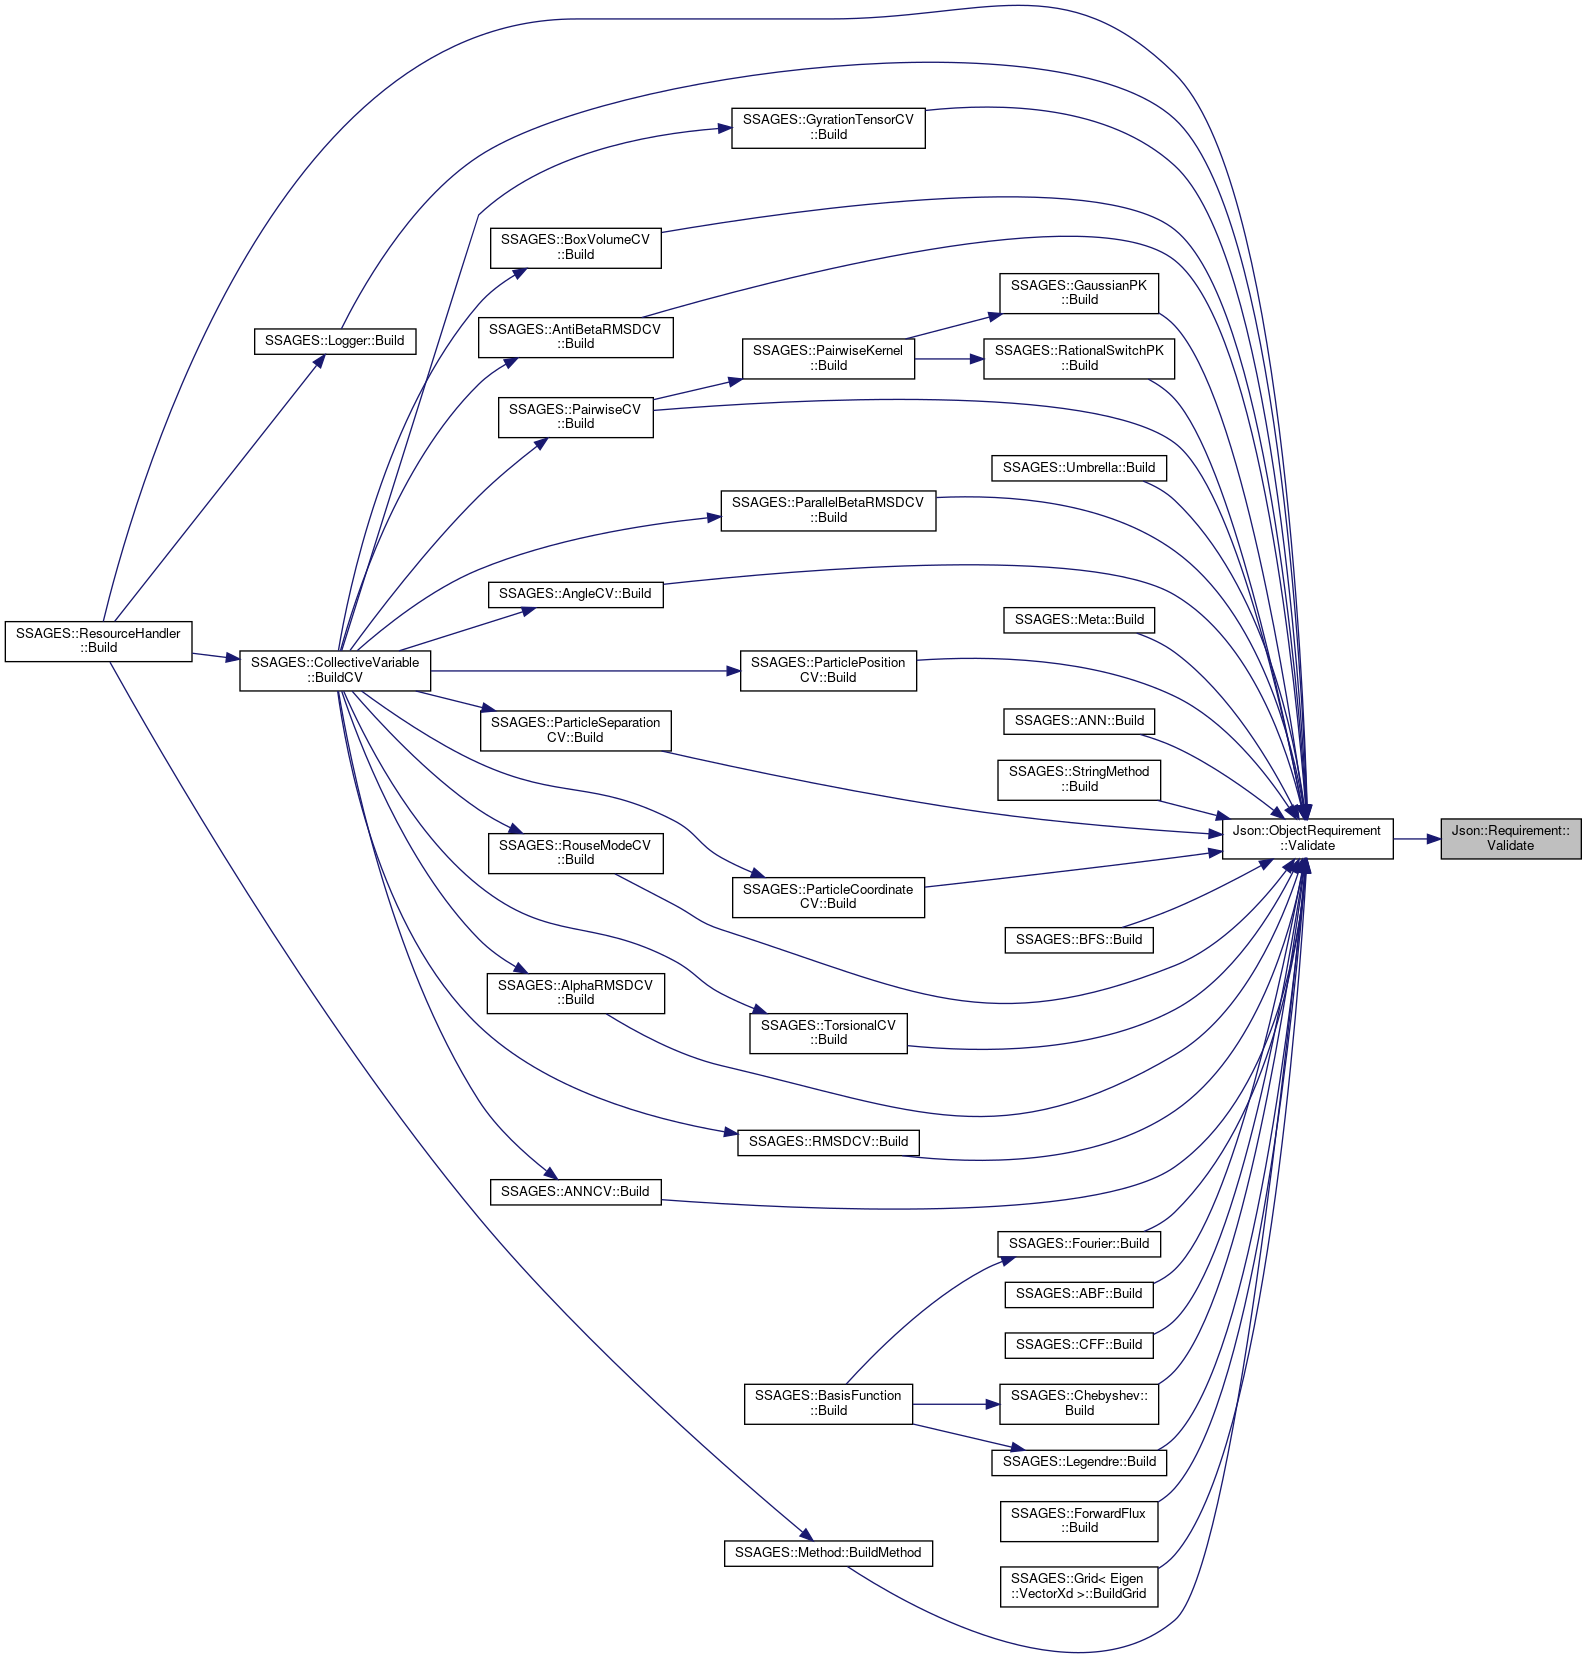 SSAGES::GyrationTensorCV
::Build
SSAGES::BoxVolumeCV
::Build
SSAGES::GaussianPK
::Build
SSAGES::AntiBetaRMSDCV
::Build
SSAGES::Logger::Build
SSAGES::PairwiseKernel
::Build
SSAGES::RationalSwitchPK
::Build
SSAGES::PairwiseCV
::Build
SSAGES::Umbrella::Build
SSAGES::ParallelBetaRMSDCV
::Build
SSAGES::AngleCV::Build
SSAGES::Meta::Build
SSAGES::ResourceHandler
::Build
SSAGES::CollectiveVariable
::BuildCV
SSAGES::ParticlePosition
CV::Build
SSAGES::ParticleSeparation
CV::Build
SSAGES::ANN::Build
SSAGES::StringMethod
::Build
Json::ObjectRequirement
::Validate
Json::Requirement::
Validate
SSAGES::RouseModeCV
::Build
SSAGES::ParticleCoordinate
CV::Build
SSAGES::BFS::Build
SSAGES::AlphaRMSDCV
::Build
SSAGES::TorsionalCV
::Build
SSAGES::RMSDCV::Build
SSAGES::ANNCV::Build
SSAGES::Fourier::Build
SSAGES::ABF::Build
SSAGES::CFF::Build
SSAGES::BasisFunction
::Build
SSAGES::Chebyshev::
Build
SSAGES::Legendre::Build
SSAGES::ForwardFlux
::Build
SSAGES::Method::BuildMethod
SSAGES::Grid< Eigen
::VectorXd >::BuildGrid